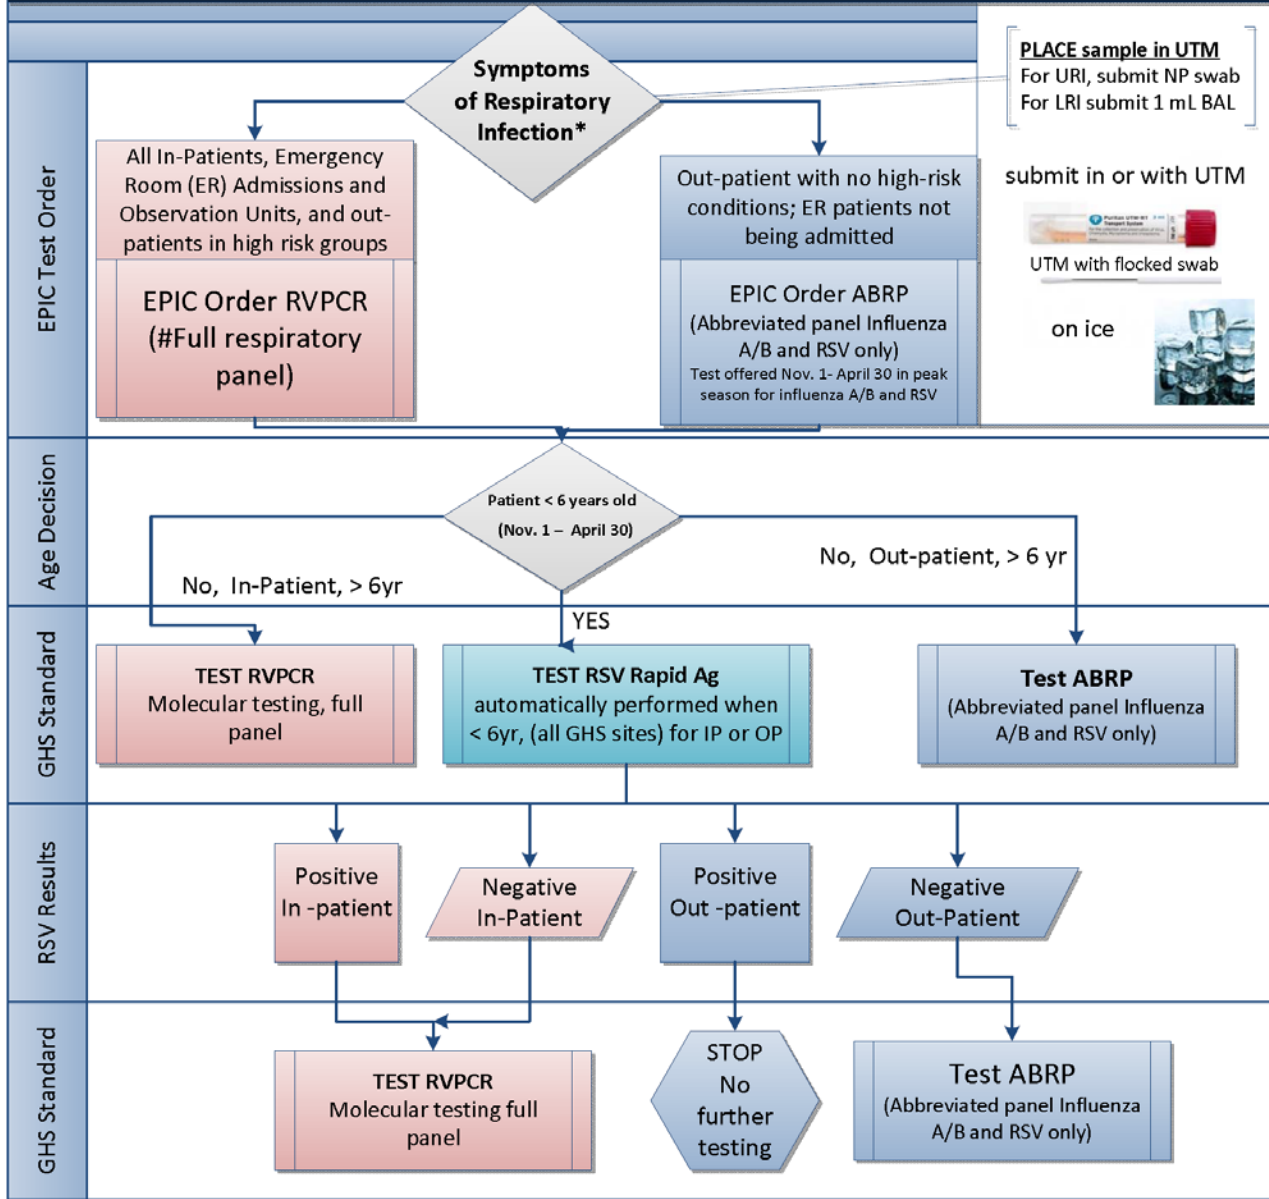 Symptoms
of Respiratory
Infection*
PLACE sample in UTM
For URI, submit NP swab
For LRI submit 1 mL BAL
submit in or with UTM
Puritan UTM-RT
Transport System
UTM with flocked swab
on ice
EPIC Test Order
All In-Patients, Emergency
Room (ER) Admissions and
Observation Units, and out-
patients in high risk groups
EPIC Order RVPCR
(#Full respiratory
panel)
Out-patient with no high-risk
conditions; ER patients not
being admitted
EPIC Order ABRP
(Abbreviated panel Influenza
A/B and RSV only)
Test offered Nov. 1- April 30 in peak
season for influenza A/B and RSV
Age Decision
Patient < 6 years old
(Nov. 1 – April 30)
No, In-Patient, > 6yr
No, Out-patient, > 6 yr
YES
GHS Standard
TEST RVPCR
Molecular testing, full
panel
TEST RSV Rapid Ag
automatically performed when
< 6yr, (all GHS sites) for IP or OP
Test ABRP
(Abbreviated panel Influenza
A/B and RSV only)
RSV Results
Positive
In -patient
Negative
In-Patient
Positive
Out -patient
Negative
Out-Patient
GHS Standard
TEST RVPCR
Molecular testing full
panel
STOP
No
further
testing
Test ABRP
(Abbreviated panel Influenza
A/B and RSV only)